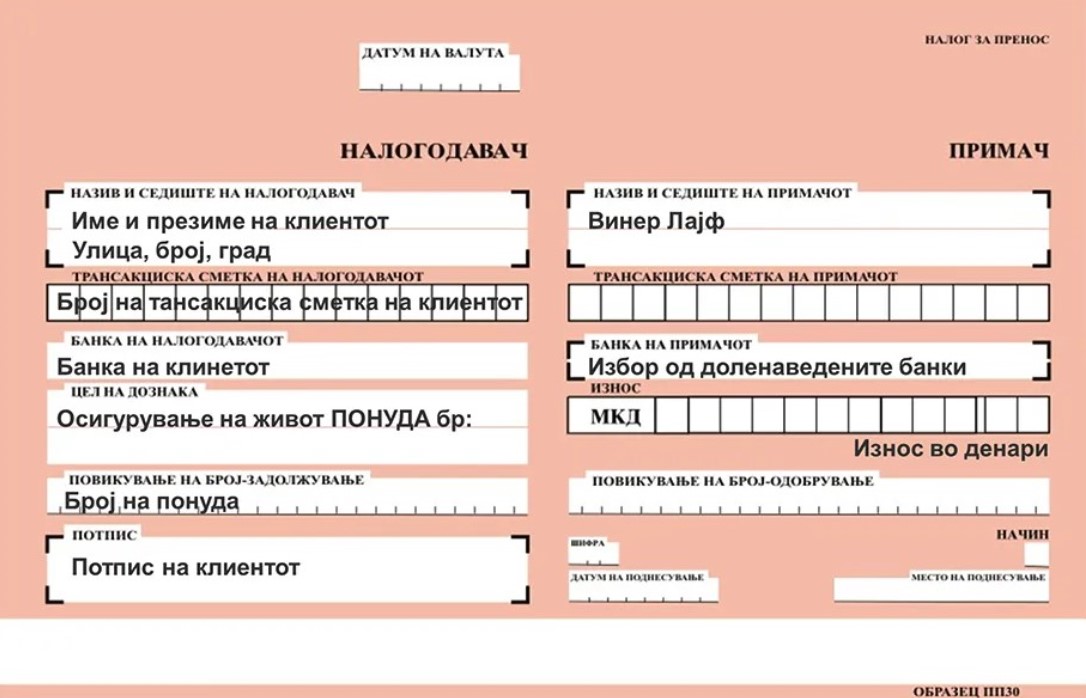 НАЛОГ ЗА ПРЕНОС
ДАТУМ НА ВАЛУТА
НАЛОГОДАВАЧ
НАЗИВ И СЕДИШТЕ НА НАЛОГОДАВАЧ
Име и презиме на клиентот
Улица, број, град
ТРАНСАКЦИСКА СМЕТКА НА НАЛОГОДАВАЧОТ
Број на тансакциска сметка на клиентот
БАНКА НА НАЛОГОДАВАЧОТ
Банка на клинетот
ЦЕЛ НА ДОЗНАКА
Осигурување на живот ПОНУДА бр:
ПОВИКУВАЊЕ НА БРОЈ-ЗАДОЛЖУВАЊЕ
Број на понуда
ПОТПИС
Потпис на клиентот
ПРИМАЧ
НАЗИВ И СЕДИШТЕ НА ПРИМАЧОТ
Винер Лајф
ТРАНСАКЦИСКА СМЕТКА НА ПРИМАЧОТ
БАНКА НА ПРИМАЧОТ
Избор од доленаведените банки
ИЗНОС
МКД
Износ во денари
ПОВИКУВАЊЕ НА БРОЈ-ОДОБРУВАЊЕ
НАЧИН
ШИФРА
ДАТУМ НА ПОДНЕСУВАЊЕ
МЕСТО НА ПОДНЕСУВАЊЕ
ОБРАЗЕЦ ПП30